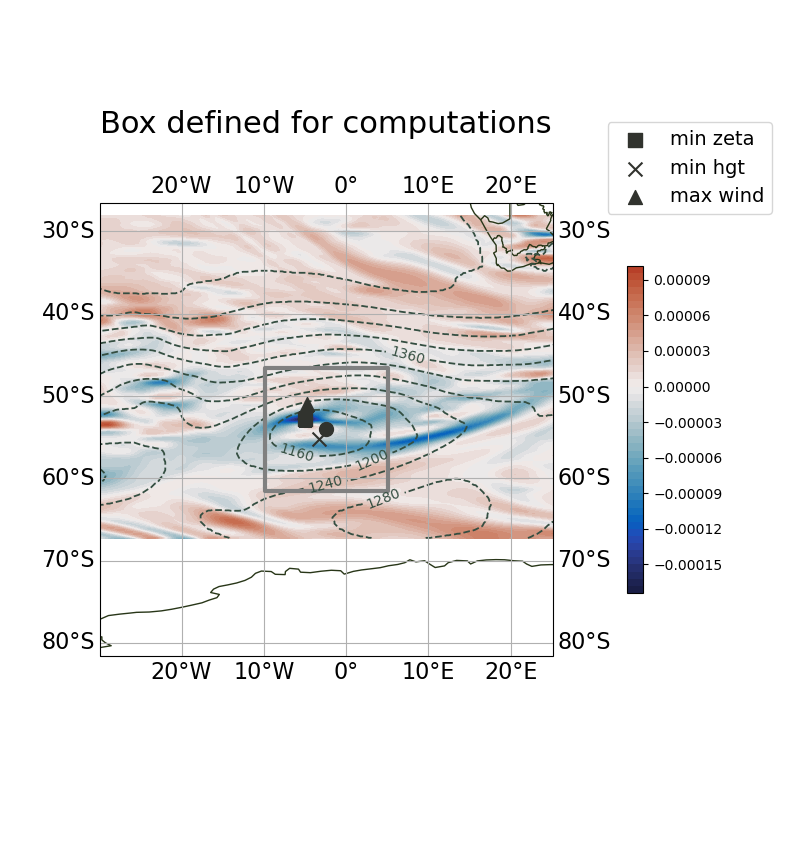 Box defined for computations
min zeta
min hgt
max wind
20°W 10°W 0° 10°E 20°E
30°S 30°S
40°S 40°S
50°S 50°S
60°S 60°S
70°S 70°S
80°S 80°S
1360
1160
1200
1240
1280
20°W 10°W 0° 10°E 20°E
0.00009
0.00006
0.00003
0.00000
−0.00003
−0.00006
−0.00009
−0.00012
−0.00015